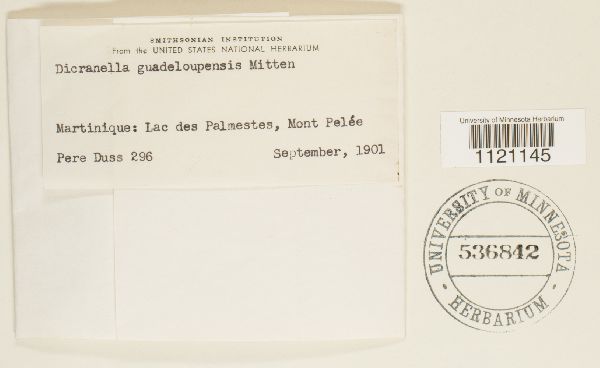 SMITHSONIAN INSTITUTION
From the UNITED STATES NATIONAL HERBARIUM
Dicranella guadeloupensis Mitten
Martinique: Lac des Palmestes, Mont Pelée
Pere Duss 296 September, 1901
University of Minnesota Herbarium
1121145
UNIVERSITY OF MINNESOTA
536842
· HERBARIUM ·